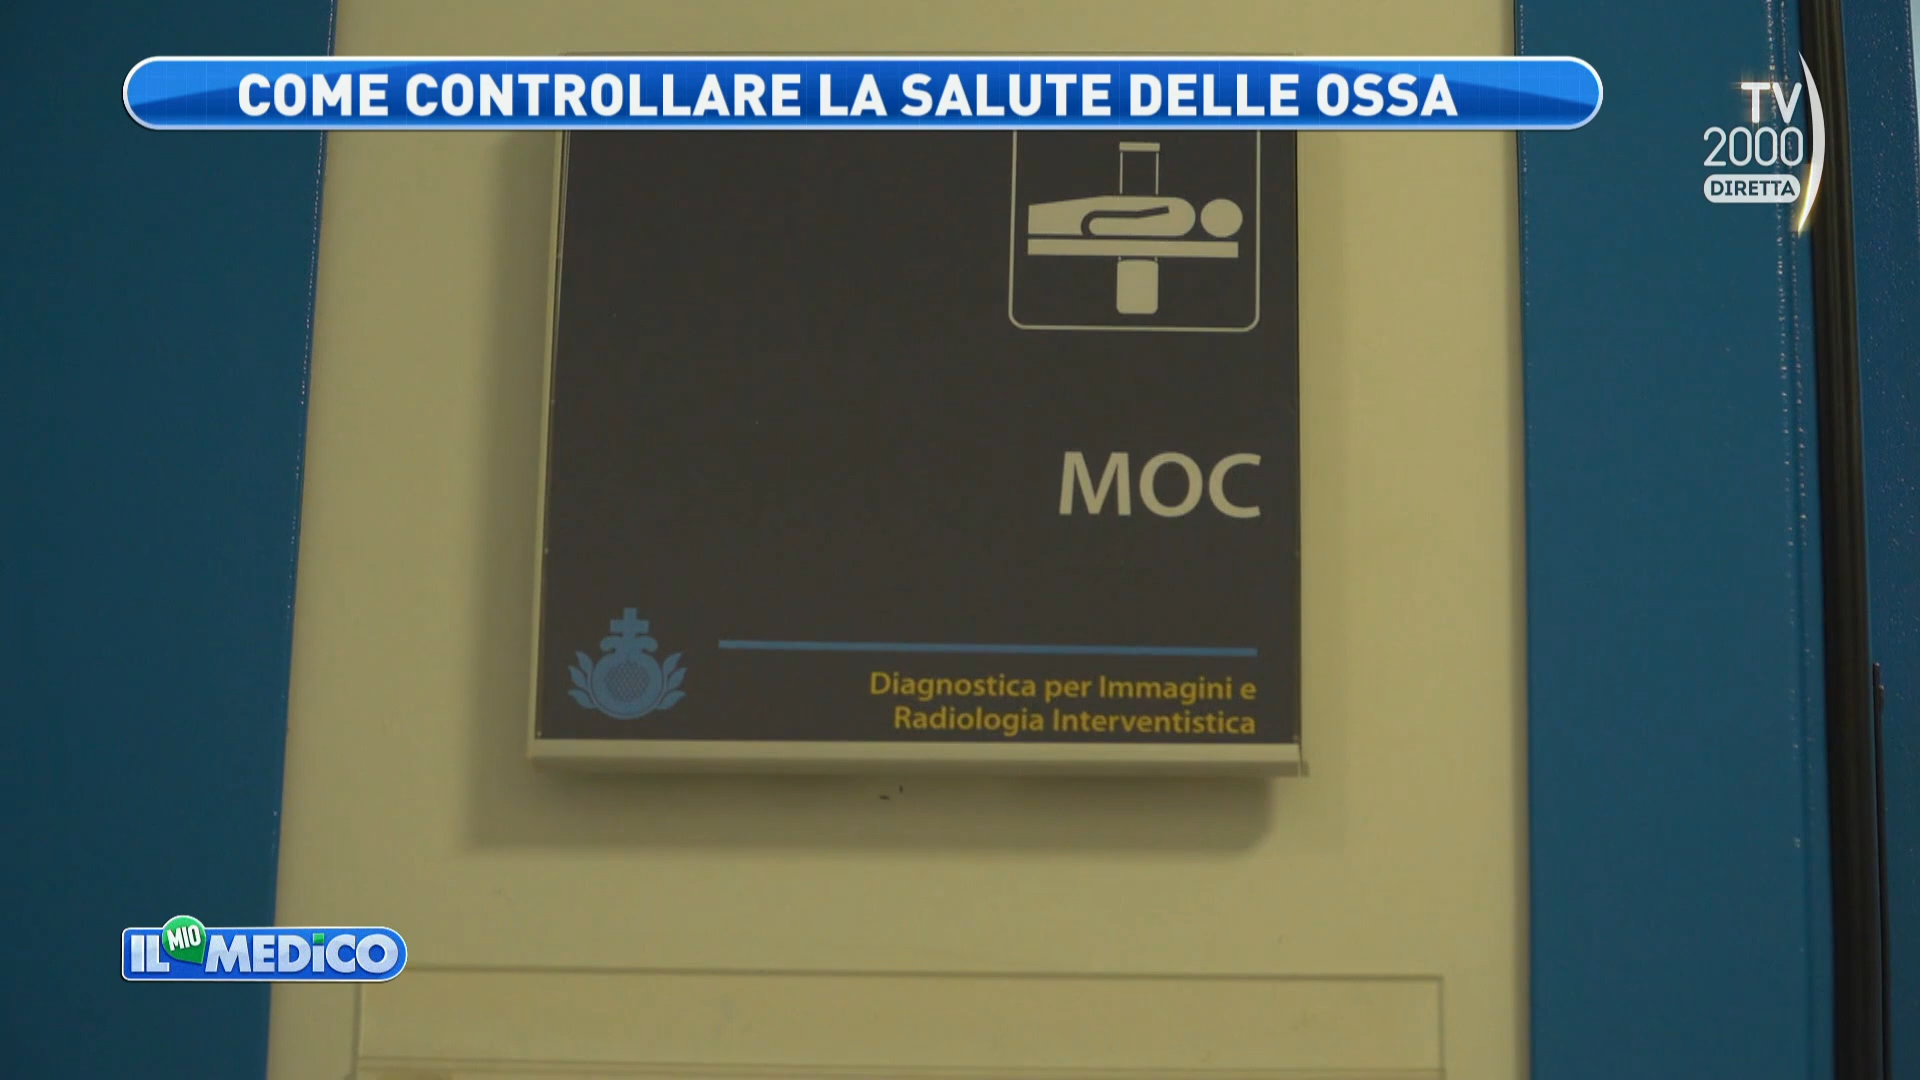 COME CONTROLLARE LA SALUTE DELLE OSSA
TV
2000
DIRETTA
MOC
Diagnostica per Immagini e
Radiologia Interventistica
IL MIO MEDiCO